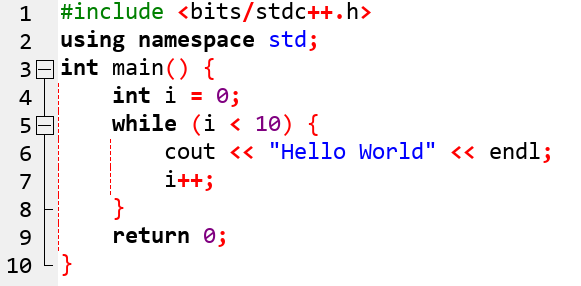 1 #include <bits/stdc++.h>
2 using namespace std;
3 int main() {
4     int i = 0;
5     while (i < 10) {
6         cout << "Hello World" << endl;
7         i++;
8     }
9     return 0;
10 }